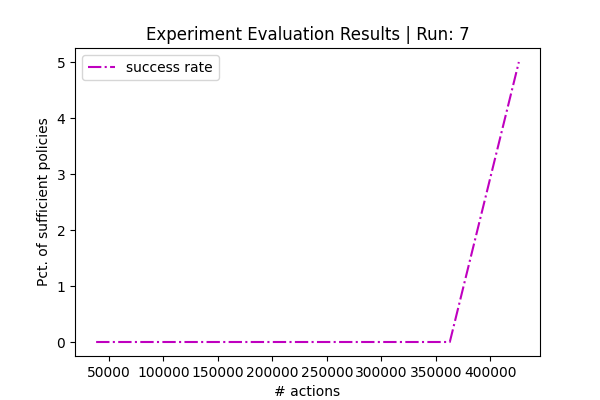 Experiment Evaluation Results | Run: 7
success rate
Pct. of sufficient policies
5
4
3
2
1
0
50000 100000 150000 200000 250000 300000 350000 400000
# actions